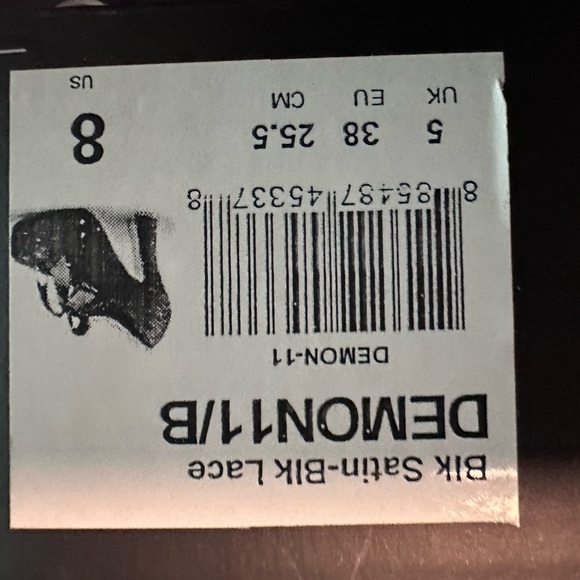 Blk Satin-Blk Lace
DEMON11/B
DEMON-11
8 85487 45337 8
5 38 25.5 8
UK EU CM US